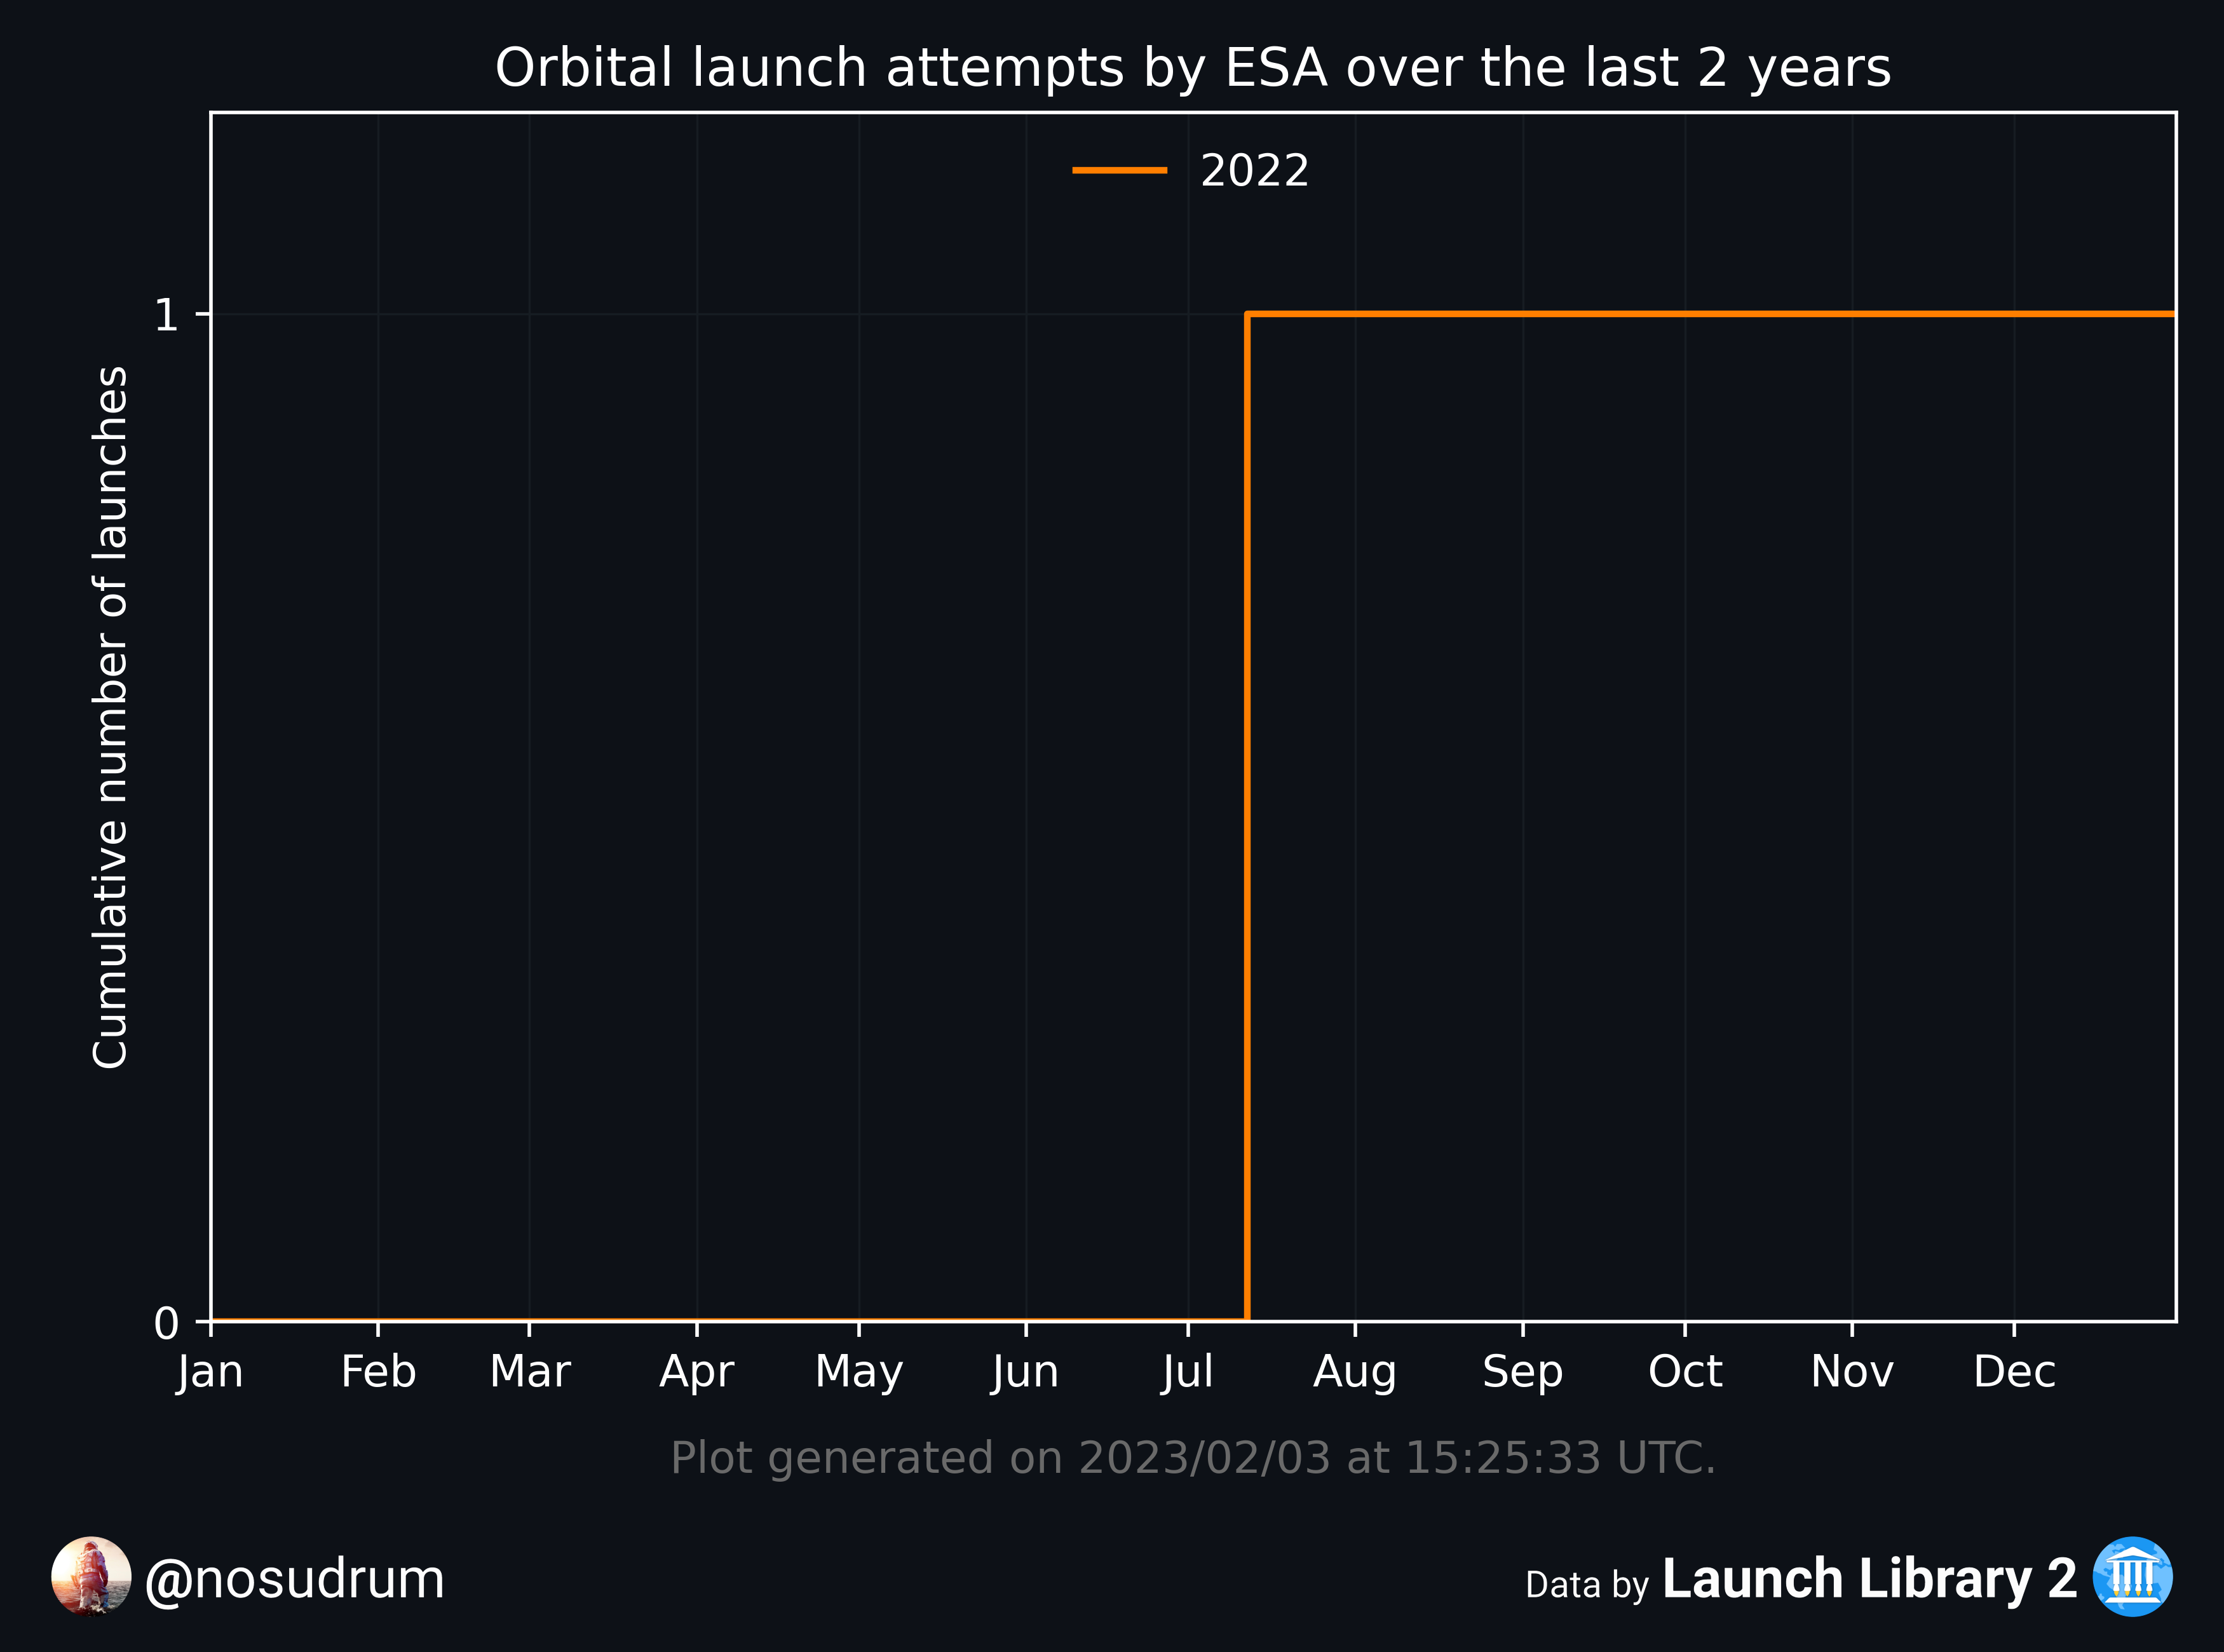 Orbital launch attempts by ESA over the last 2 years
2022
1
Cumulative number of launches
0
Jan Feb Mar Apr May Jun Jul Aug Sep Oct Nov Dec
Plot generated on 2023/02/03 at 15:25:33 UTC.
@nosudrum
Data by Launch Library 2